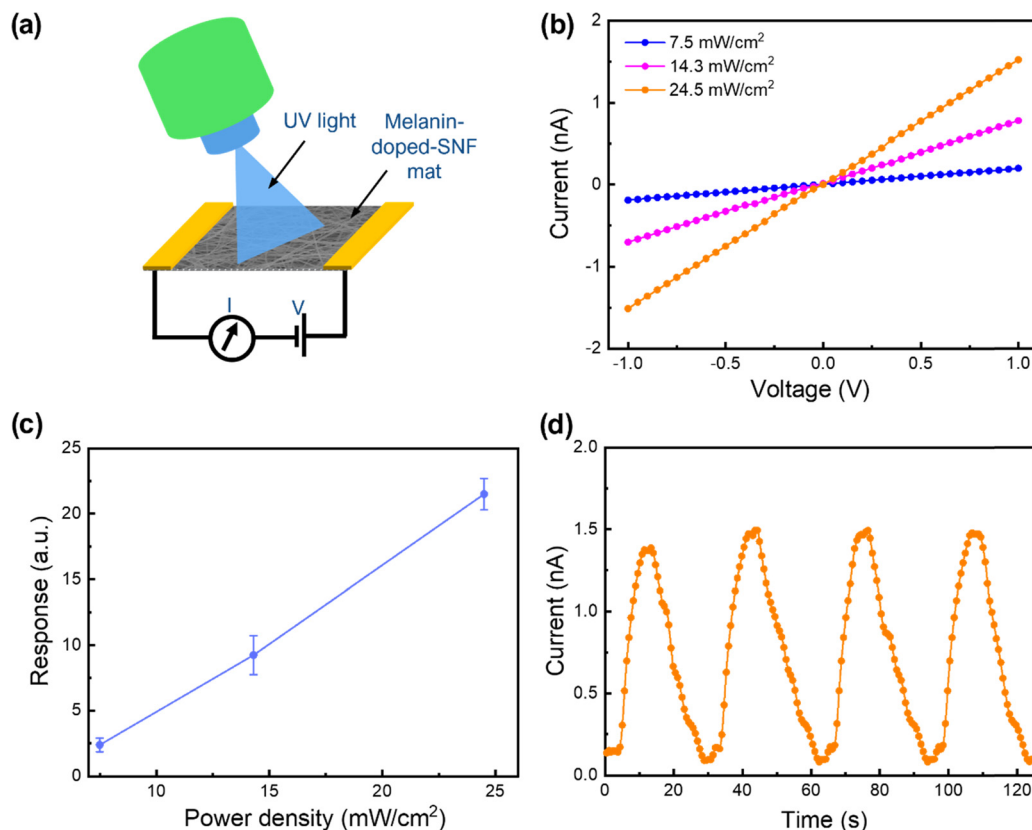 (a)
UV light
Melanin-
doped-SNF
mat
I
V
(b)
7.5 mW/cm²
14.3 mW/cm²
24.5 mW/cm²
2
1
0
-1
-2
Current (nA)
-1.0
-0.5
0.0
0.5
1.0
Voltage (V)
(c)
25
20
15
10
5
0
Response (a.u.)
10
15
20
25
Power density (mW/cm²)
(d)
2.0
1.5
1.0
0.5
0.0
Current (nA)
0
20
40
60
80
100
120
Time (s)